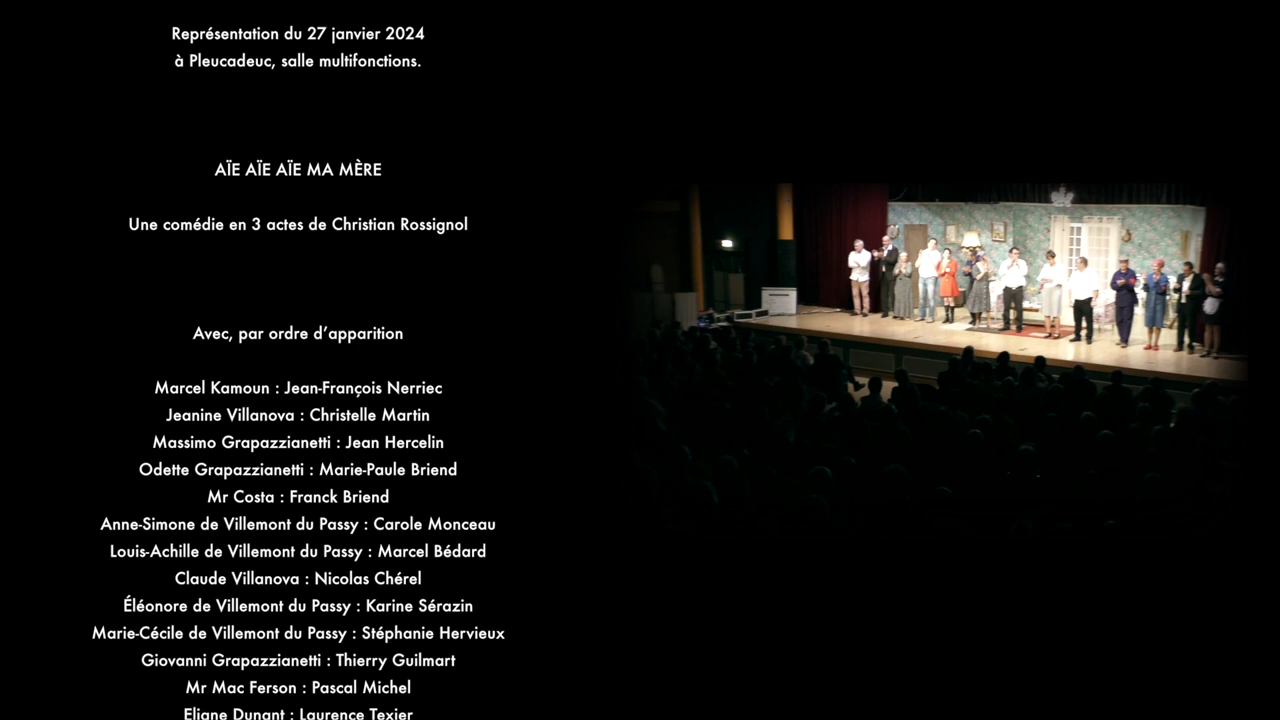 Représentation du 27 janvier 2024
à Pleucadeuc, salle multifonctions.
AÏE AÏE AÏE MA MÈRE
Une comédie en 3 actes de Christian Rossignol
Avec, par ordre d’apparition
Marcel Kamoun : Jean-François Nerriec
Jeanine Villanova : Christelle Martin
Massimo Grapazzianetti : Jean Hercelin
Odette Grapazzianetti : Marie-Paule Briend
Mr Costa : Franck Briend
Anne-Simone de Villemont du Passy : Carole Monceau
Louis-Achille de Villemont du Passy : Marcel Bédard
Claude Villanova : Nicolas Chérel
Éléonore de Villemont du Passy : Karine Sérazin
Marie-Cécile de Villemont du Passy : Stéphanie Hervieux
Giovanni Grapazzianetti : Thierry Guilmart
Mr Mac Ferson : Pascal Michel
Eliane Dunant : Laurence Texier